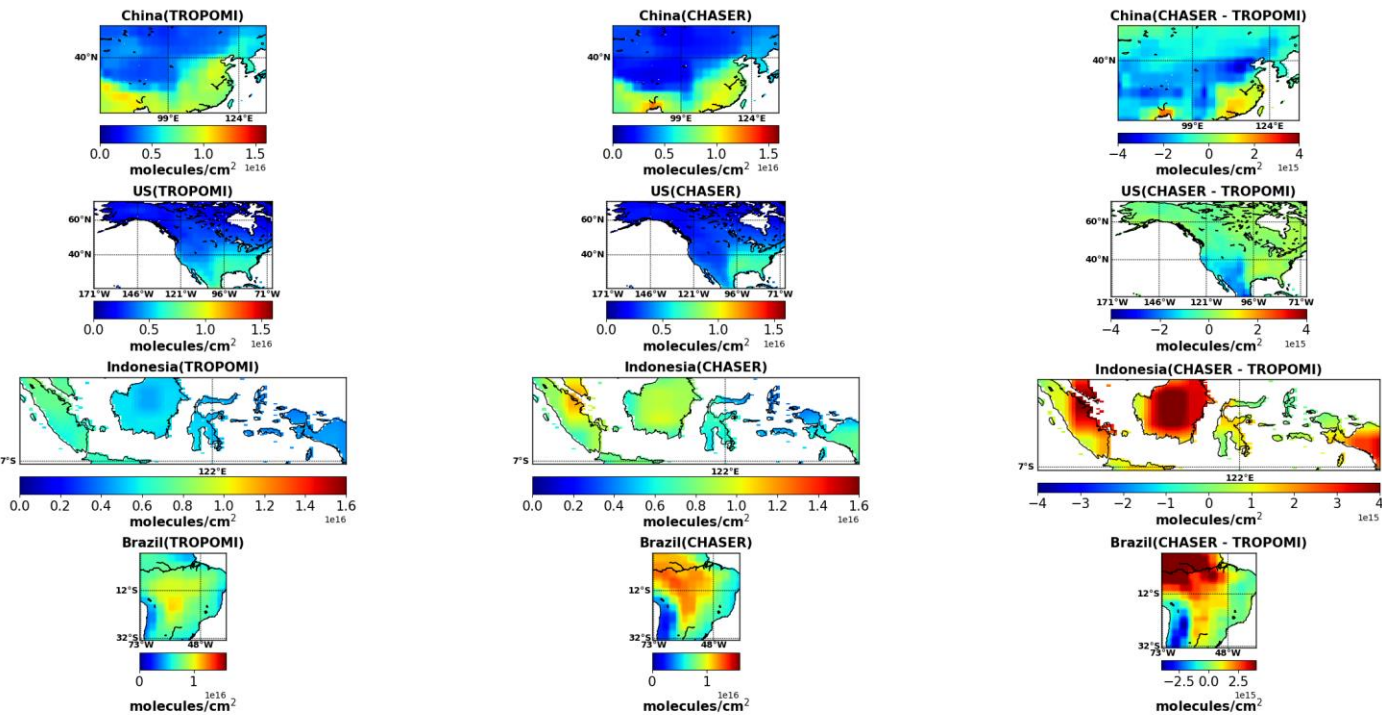 China(TROPOMI) China(CHASER) China(CHASER - TROPOMI)
40°N 40°N 40°N
99°E 124°E 99°E 124°E 99°E 124°E
0.0 0.5 1.0 1.5 0.0 0.5 1.0 1.5 −4 −2 0 2 4
molecules/cm² 1e16 molecules/cm² 1e16 molecules/cm² 1e15
US(TROPOMI) US(CHASER) US(CHASER - TROPOMI)
60°N 60°N 60°N
40°N 40°N 40°N
171°W 146°W 121°W 96°W 71°W 171°W 146°W 121°W 96°W 71°W 171°W 146°W 121°W 96°W 71°W
0.0 0.5 1.0 1.5 0.0 0.5 1.0 1.5 −4 −2 0 2 4
molecules/cm² 1e16 molecules/cm² 1e16 molecules/cm² 1e15
Indonesia(TROPOMI) Indonesia(CHASER) Indonesia(CHASER - TROPOMI)
7°S 7°S 7°S
122°E 122°E 122°E
0.0 0.2 0.4 0.6 0.8 1.0 1.2 1.4 1.6 0.0 0.2 0.4 0.6 0.8 1.0 1.2 1.4 1.6 −4 −3 −2 −1 0 1 2 3 4
molecules/cm² 1e16 molecules/cm² 1e16 molecules/cm² 1e15
Brazil(TROPOMI) Brazil(CHASER) Brazil(CHASER - TROPOMI)
12°S 12°S 12°S
32°S 32°S 32°S
73°W 48°W 73°W 48°W 73°W 48°W
0 1 0 1 −2.5 0.0 2.5
1e16 1e16 1e15
molecules/cm² molecules/cm² molecules/cm²